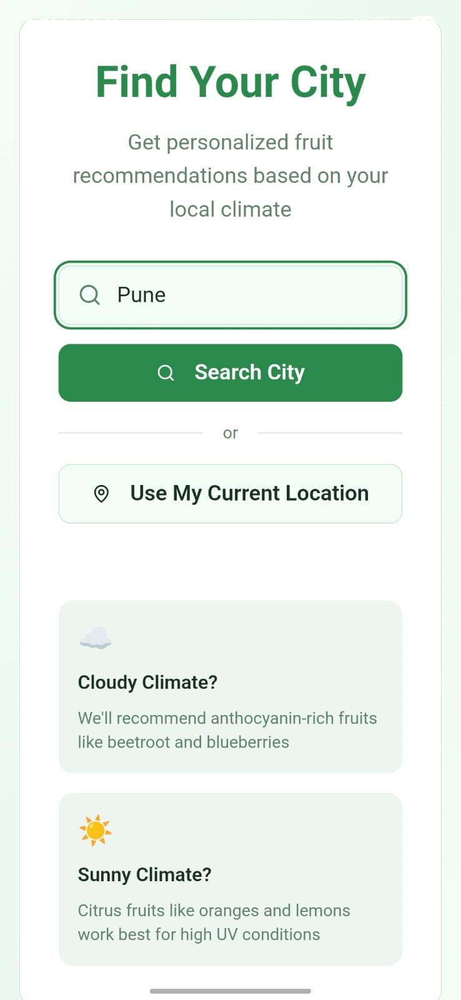 Find Your City
Get personalized fruit
recommendations based on your
local climate
Pune
Search City
or
Use My Current Location
Cloudy Climate?
We'll recommend anthocyanin-rich fruits
like beetroot and blueberries
Sunny Climate?
Citrus fruits like oranges and lemons
work best for high UV conditions